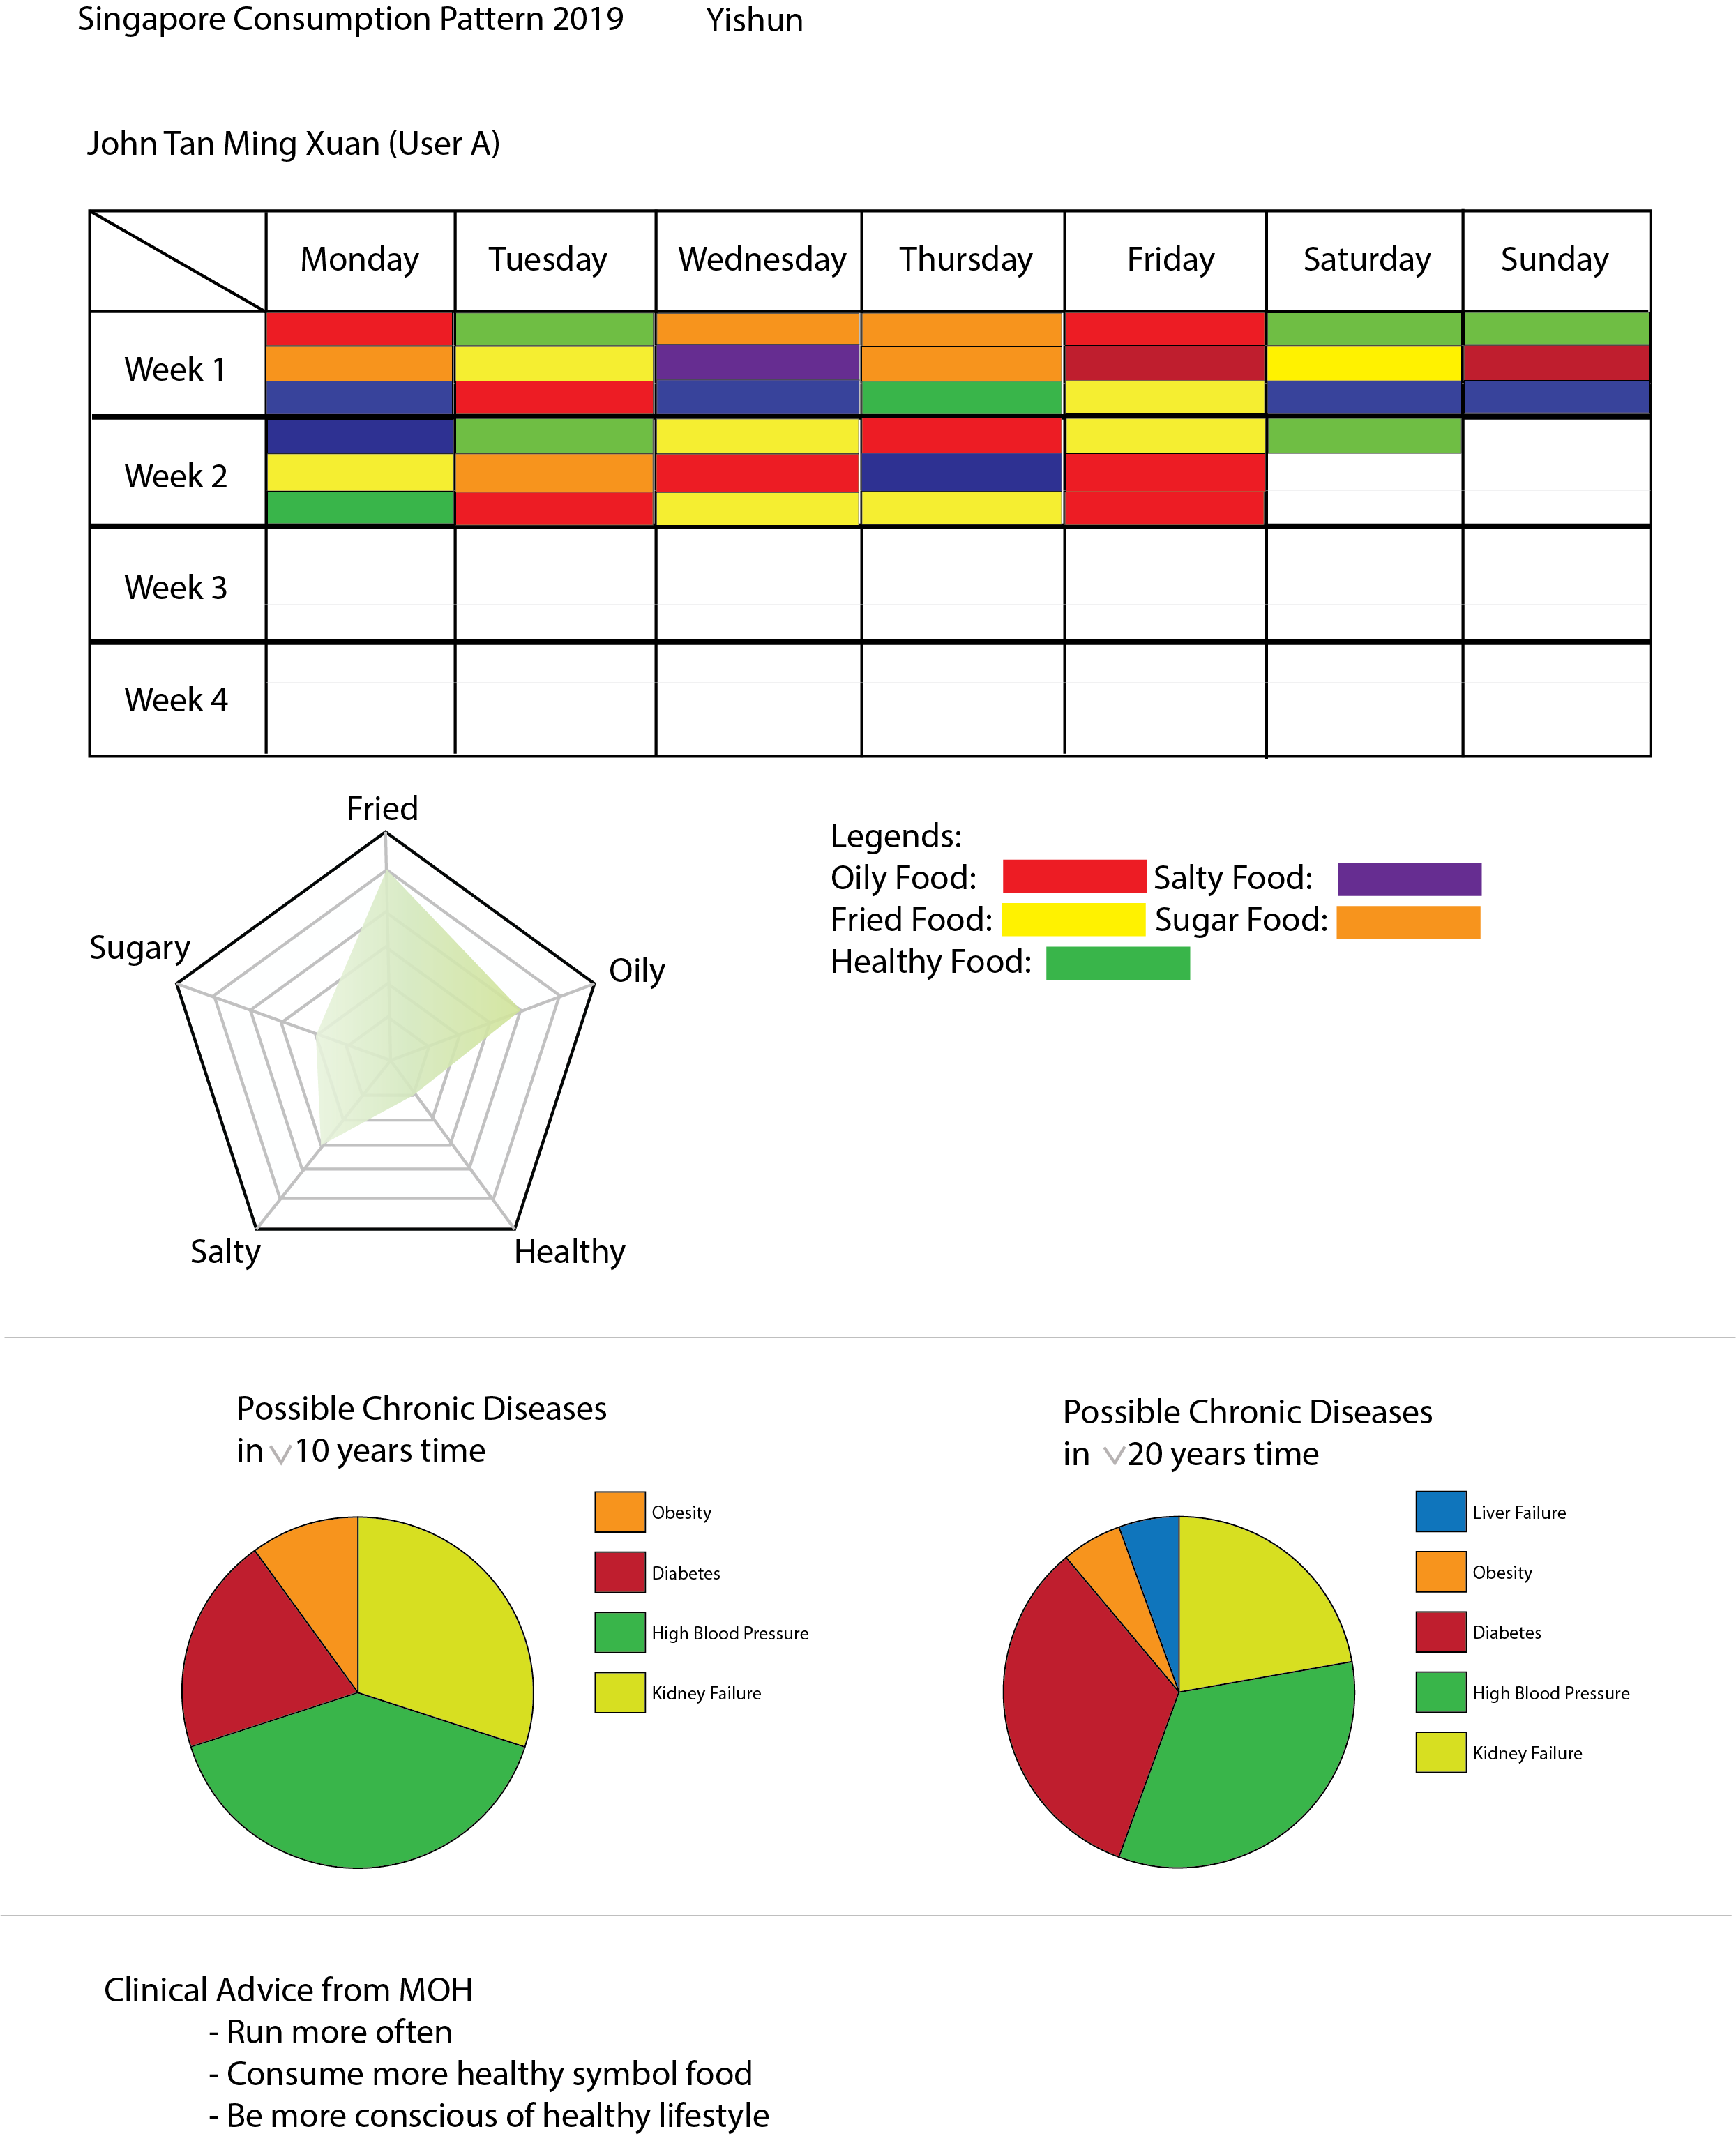 Singapore Consumption Pattern 2019 Yishun
John Tan Ming Xuan (User A)
Monday Tuesday Wednesday Thursday Friday Saturday Sunday
Week 1
Week 2
Week 3
Week 4
Fried
Sugary
Oily
Salty
Healthy
Legends:
Oily Food: Salty Food:
Fried Food: Sugar Food:
Healthy Food:
Possible Chronic Diseases
in 10 years time
Obesity
Diabetes
High Blood Pressure
Kidney Failure
Possible Chronic Diseases
in 20 years time
Liver Failure
Obesity
Diabetes
High Blood Pressure
Kidney Failure
Clinical Advice from MOH
- Run more often
- Consume more healthy symbol food
- Be more conscious of healthy lifestyle